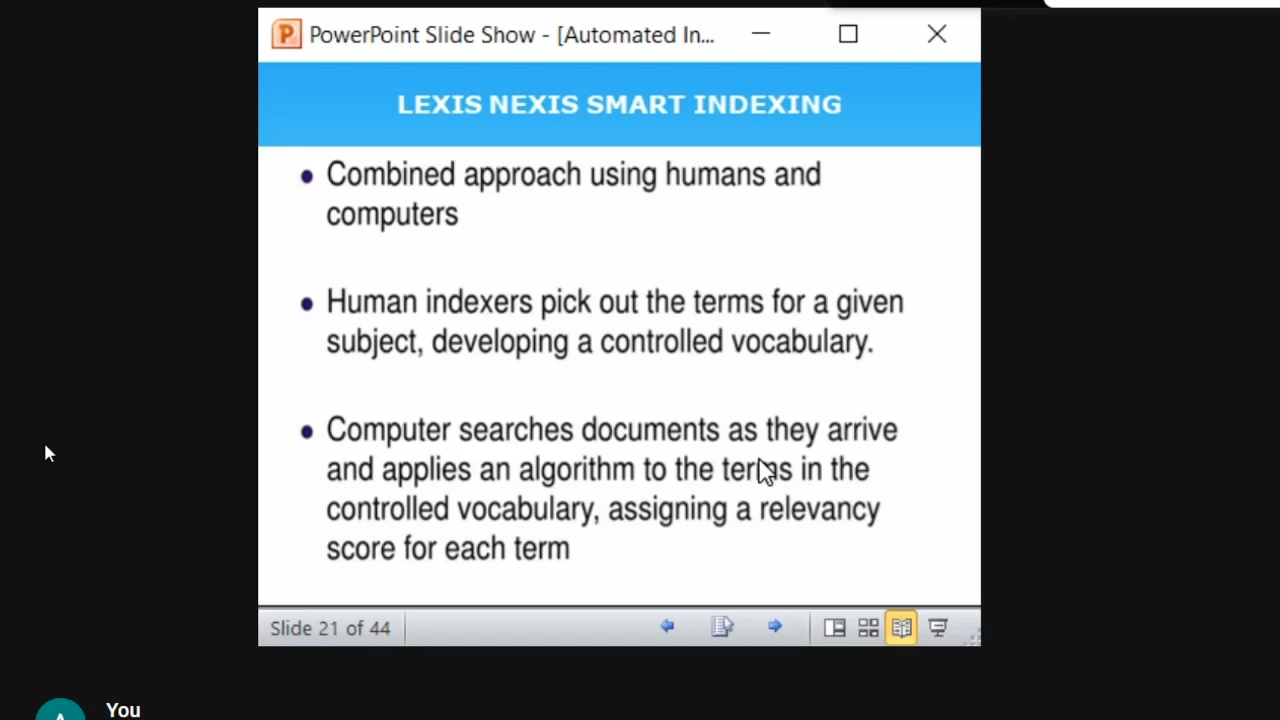 PowerPoint Slide Show - [Automated In...
LEXIS NEXIS SMART INDEXING
• Combined approach using humans and
computers
• Human indexers pick out the terms for a given
subject, developing a controlled vocabulary.
• Computer searches documents as they arrive
and applies an algorithm to the terms in the
controlled vocabulary, assigning a relevancy
score for each term
Slide 21 of 44
A You